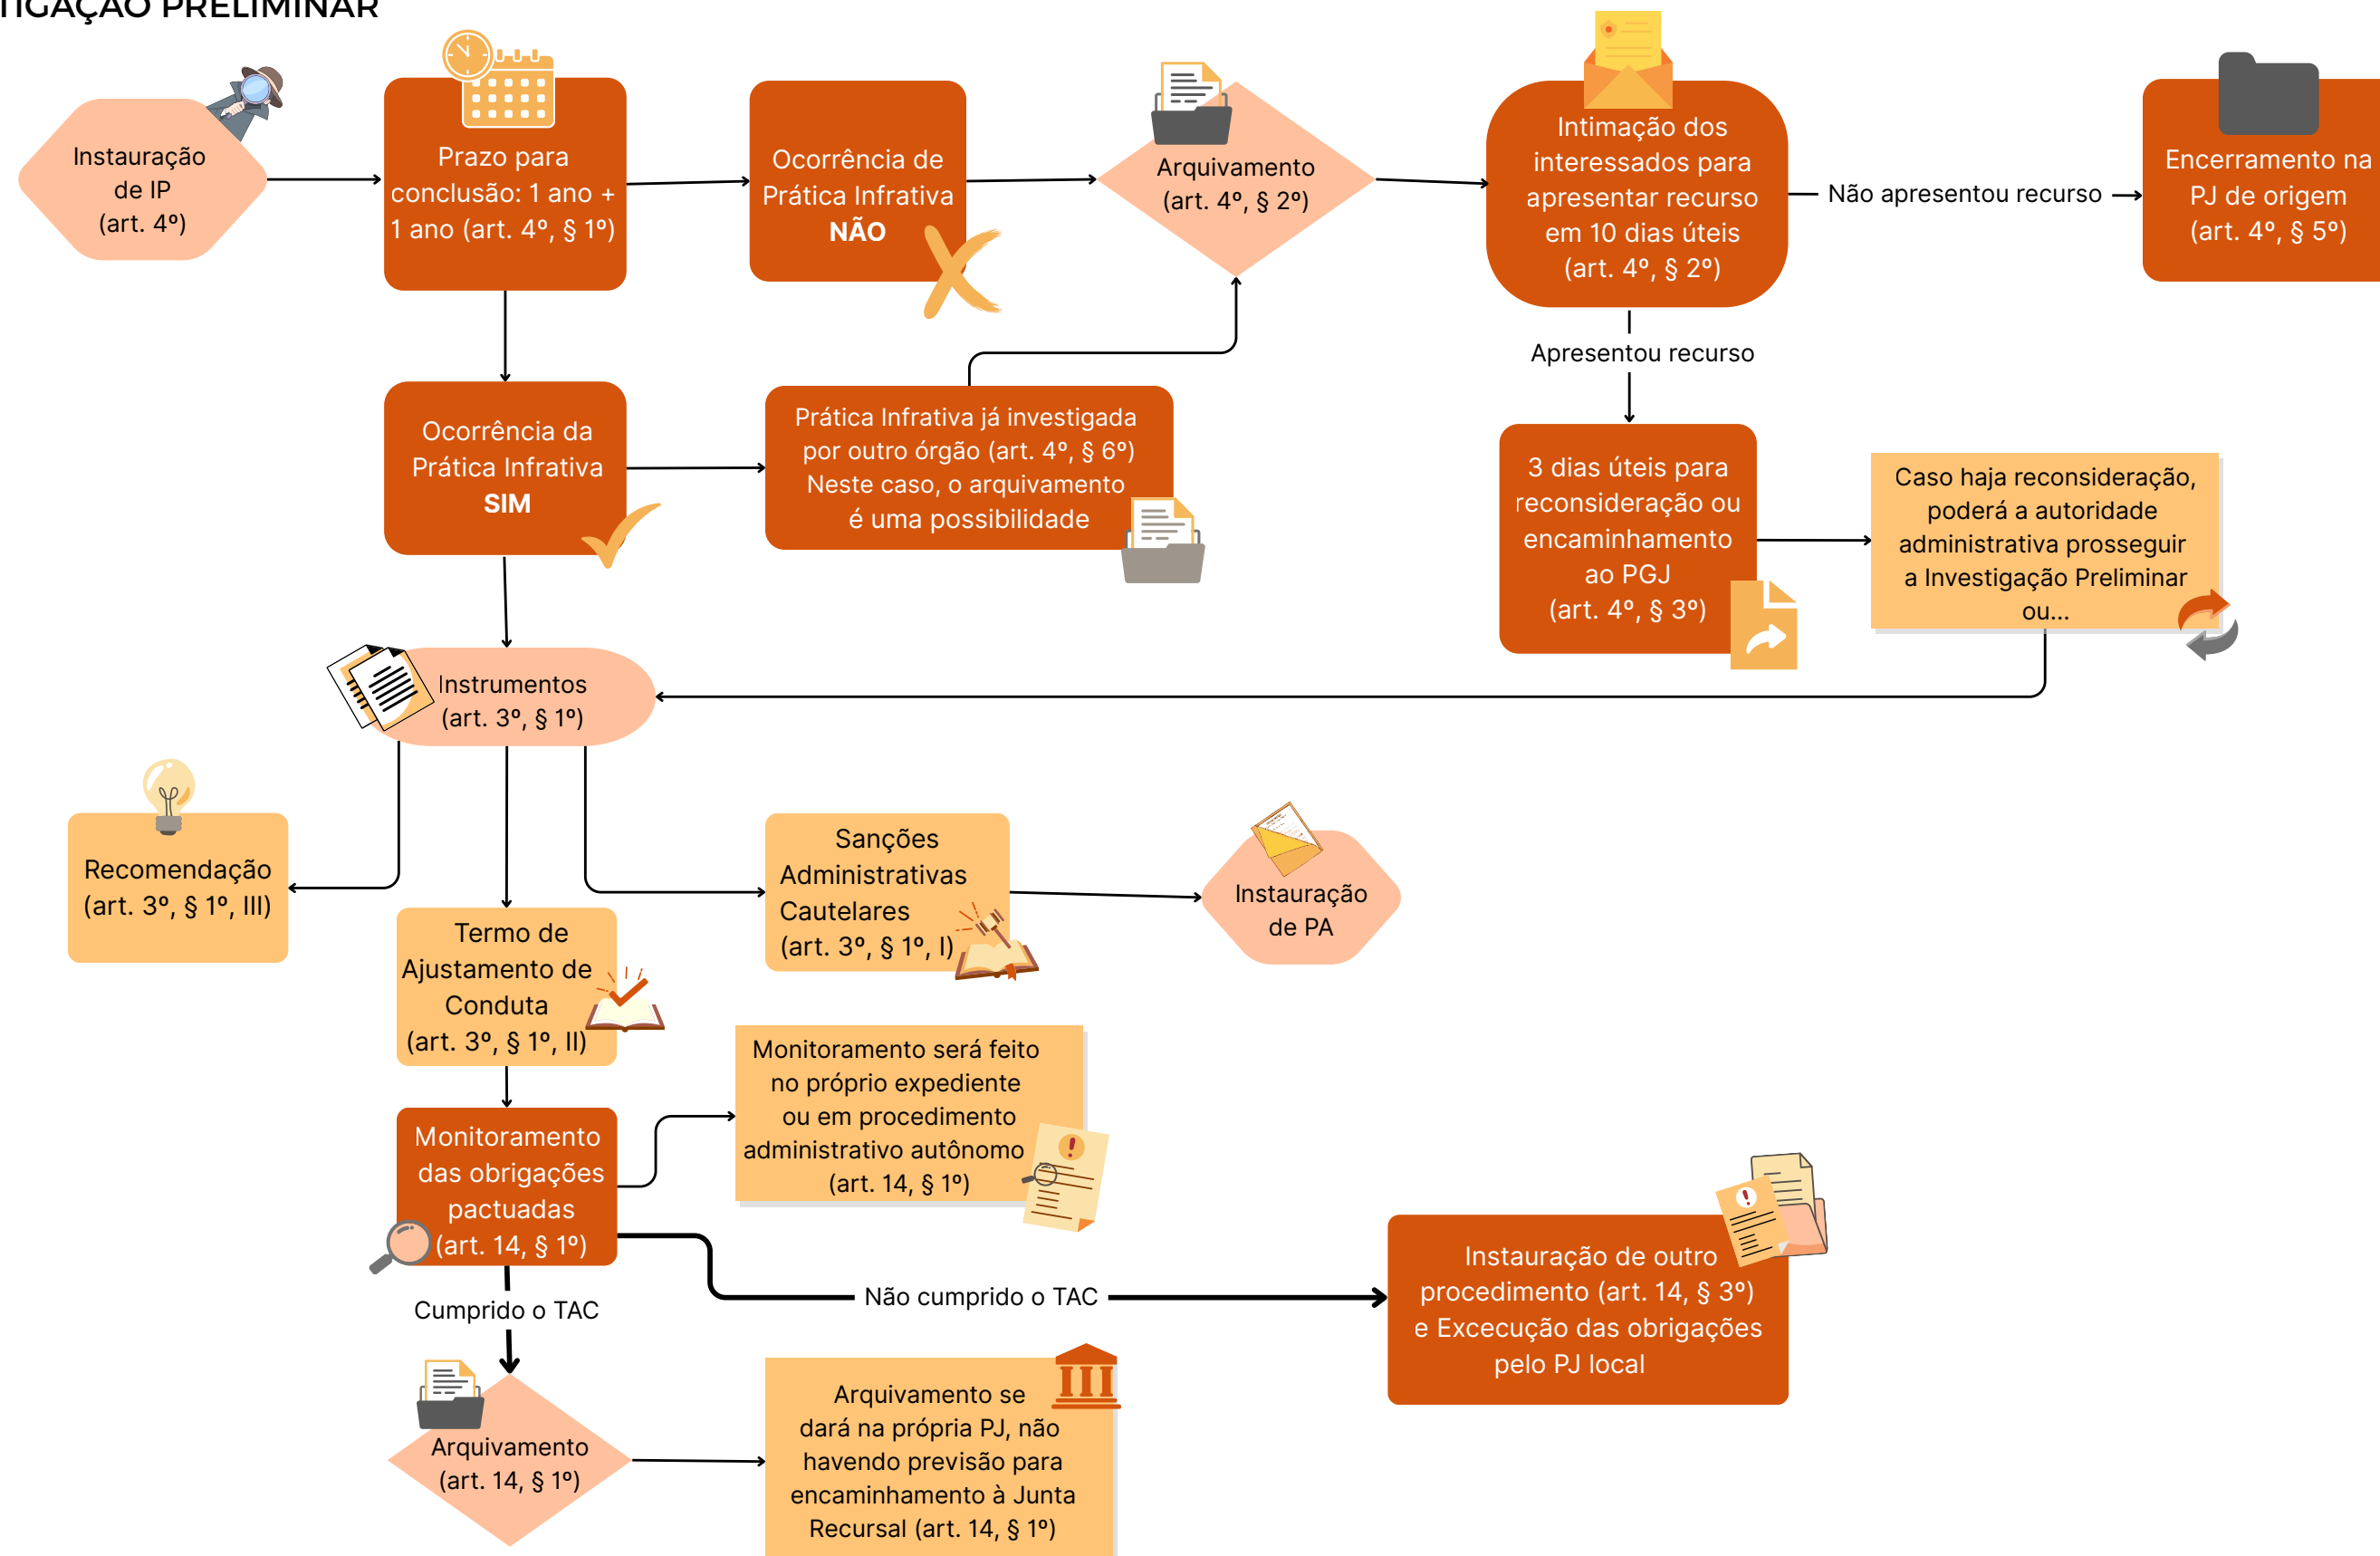 TIGAÇÃO PRELIMINAR
Instauração
de IP
(art. 4º)
Prazo para
conclusão: 1 ano +
1 ano (art. 4º, § 1º)
Ocorrência de
Prática Infrativa
NÃO
Arquivamento
(art. 4º, § 2º)
Intimação dos
interessados para
apresentar recurso
em 10 dias úteis
(art. 4º, § 2º)
Não apresentou recurso
Encerramento na
PJ de origem
(art. 4º, § 5º)
Apresentou recurso
Ocorrência da
Prática Infrativa
SIM
Prática Infrativa já investigada
por outro órgão (art. 4º, § 6º)
Neste caso, o arquivamento
é uma possibilidade
3 dias úteis para
reconsideração ou
encaminhamento
ao PGJ
(art. 4º, § 3º)
Caso haja reconsideração,
poderá a autoridade
administrativa prosseguir
a Investigação Preliminar
ou...
Instrumentos
(art. 3º, § 1º)
Recomendação
(art. 3º, § 1º, III)
Termo de
Ajustamento de
Conduta
(art. 3º, § 1º, II)
Sanções
Administrativas
Cautelares
(art. 3º, § 1º, I)
Instauração
de PA
Monitoramento
das obrigações
pactuadas
(art. 14, § 1º)
Monitoramento será feito
no próprio expediente
ou em procedimento
administrativo autônomo
(art. 14, § 1º)
Cumprido o TAC
Não cumprido o TAC
Instauração de outro
procedimento (art. 14, § 3º)
e Excecução das obrigações
pelo PJ local
Arquivamento
(art. 14, § 1º)
Arquivamento se
dará na própria PJ, não
havendo previsão para
encaminhamento à Junta
Recursal (art. 14, § 1º)